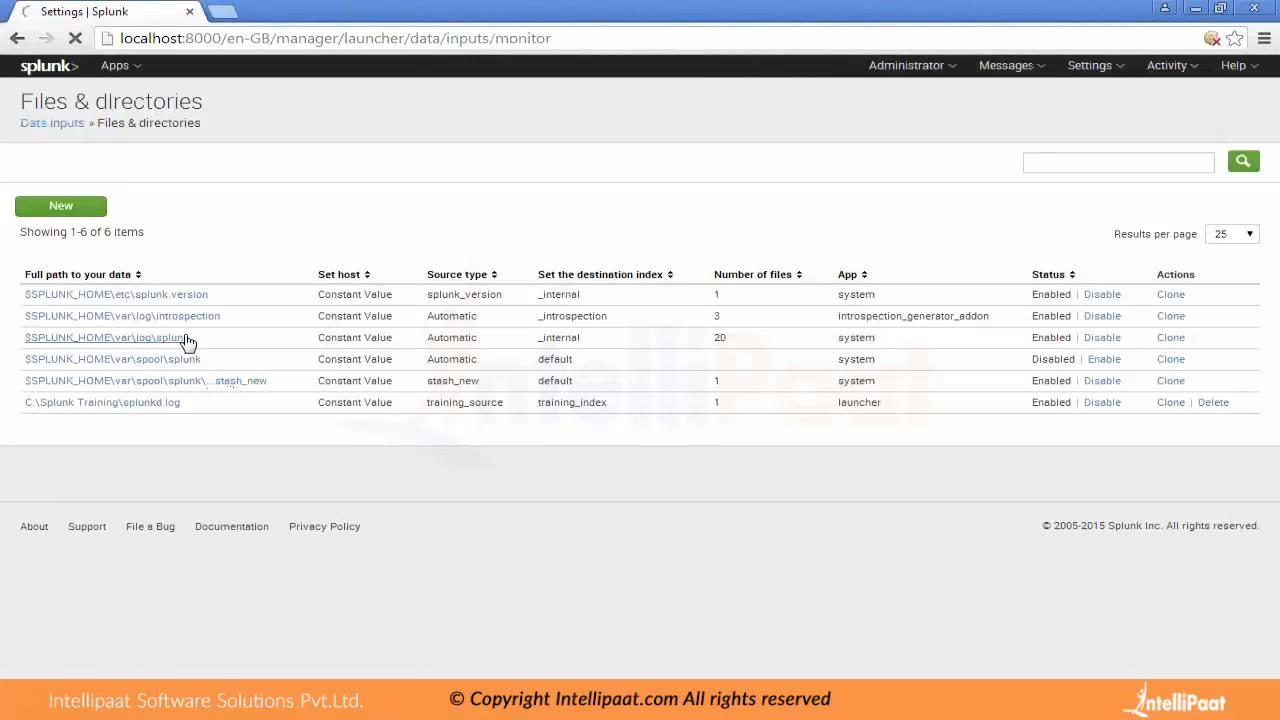 Settings | Splunk
localhost:8000/en-GB/manager/launcher/data/inputs/monitor
splunk> Apps Administrator Messages Settings Activity Help
Files & directories
Data inputs » Files & directories
New
Showing 1-6 of 6 items
Results per page 25
Full path to your data Set host Source type Set the destination index Number of files App Status Actions
$SPLUNK_HOME\etc\splunk.version Constant Value splunk_version _internal 1 system Enabled | Disable Clone
$SPLUNK_HOME\var\log\introspection Constant Value Automatic _introspection 3 introspection_generator_addon Enabled | Disable Clone
$SPLUNK_HOME\var\log\splunk Constant Value Automatic _internal 20 system Enabled | Disable Clone
$SPLUNK_HOME\var\spool\splunk Constant Value Automatic default system Disabled | Enable Clone
$SPLUNK_HOME\var\spool\splunk\...stash_new Constant Value stash_new default 1 system Enabled | Disable Clone
C:\Splunk Training\splunkd.log Constant Value training_source training_index 1 launcher Enabled | Disable Clone | Delete
IntelliPaat
About Support File a Bug Documentation Privacy Policy © 2005-2015 Splunk Inc. All rights reserved.
Intellipaat Software Solutions Pvt.Ltd. © Copyright Intellipaat.com All rights reserved IntelliPaat